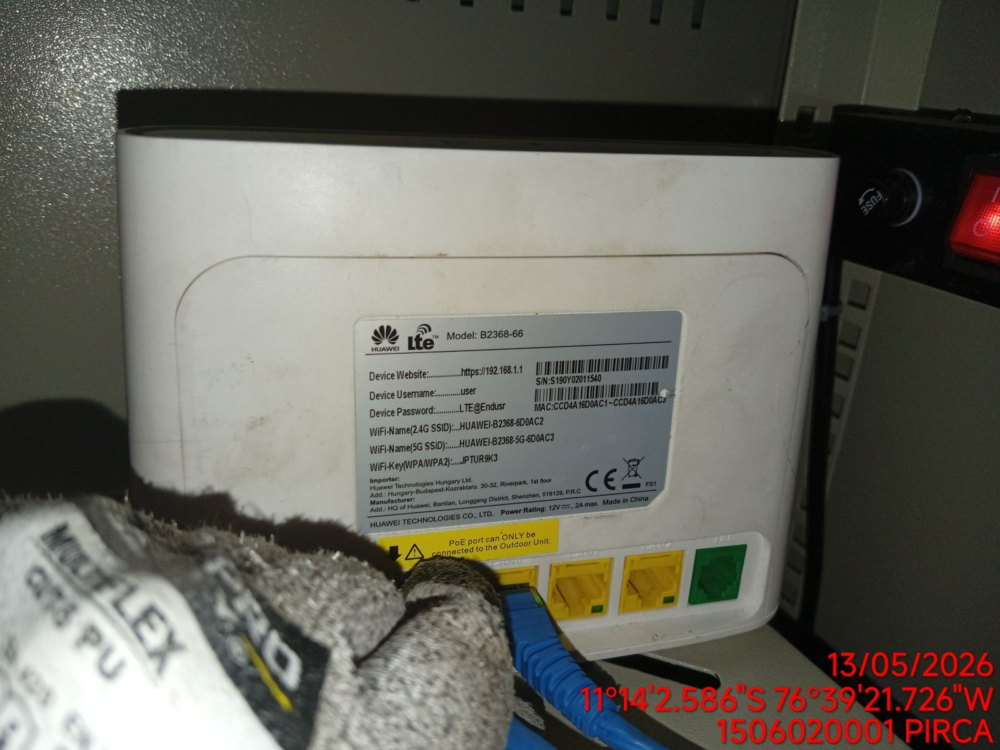 FUSE
HUAWEI
Lte™ Model: B2368-66
Device Website:...............https://192.168.1.1
S/N:S190Y02011540
Device Username:...........user
MAC:CCD4A16D0AC1~CCD4A16D0AC3
Device Password:...........LTE@Endusr
WiFi-Name(2.4G SSID):...HUAWEI-B2368-6D0AC2
WiFi-Name(5G SSID):......HUAWEI-B2368-5G-6D0AC3
WiFi-Key(WPA/WPA2):....JPTUR9K3
Importer:
Huawei Technologies Hungary Ltd.
Add.: Hungary-Budapest-Kozraktaru. 30-32, Riverpark, 1st floor
Manufacturer:
Add.: HQ of Huawei, Bantian, Longgang District, Shenzhen, 518129, P.R.C
CE
FS1
HUAWEI TECHNOLOGIES CO., LTD. Power Rating: 12V⎓, 2A max. Made in China
PoE port can ONLY be
connected to the Outdoor Unit.
LAN0 LAN1 LAN2 TEL
MULTIFLEX
CUT5 PU
13/05/2026
11°14'2.586"S 76°39'21.726"W
1506020001 PIRCA